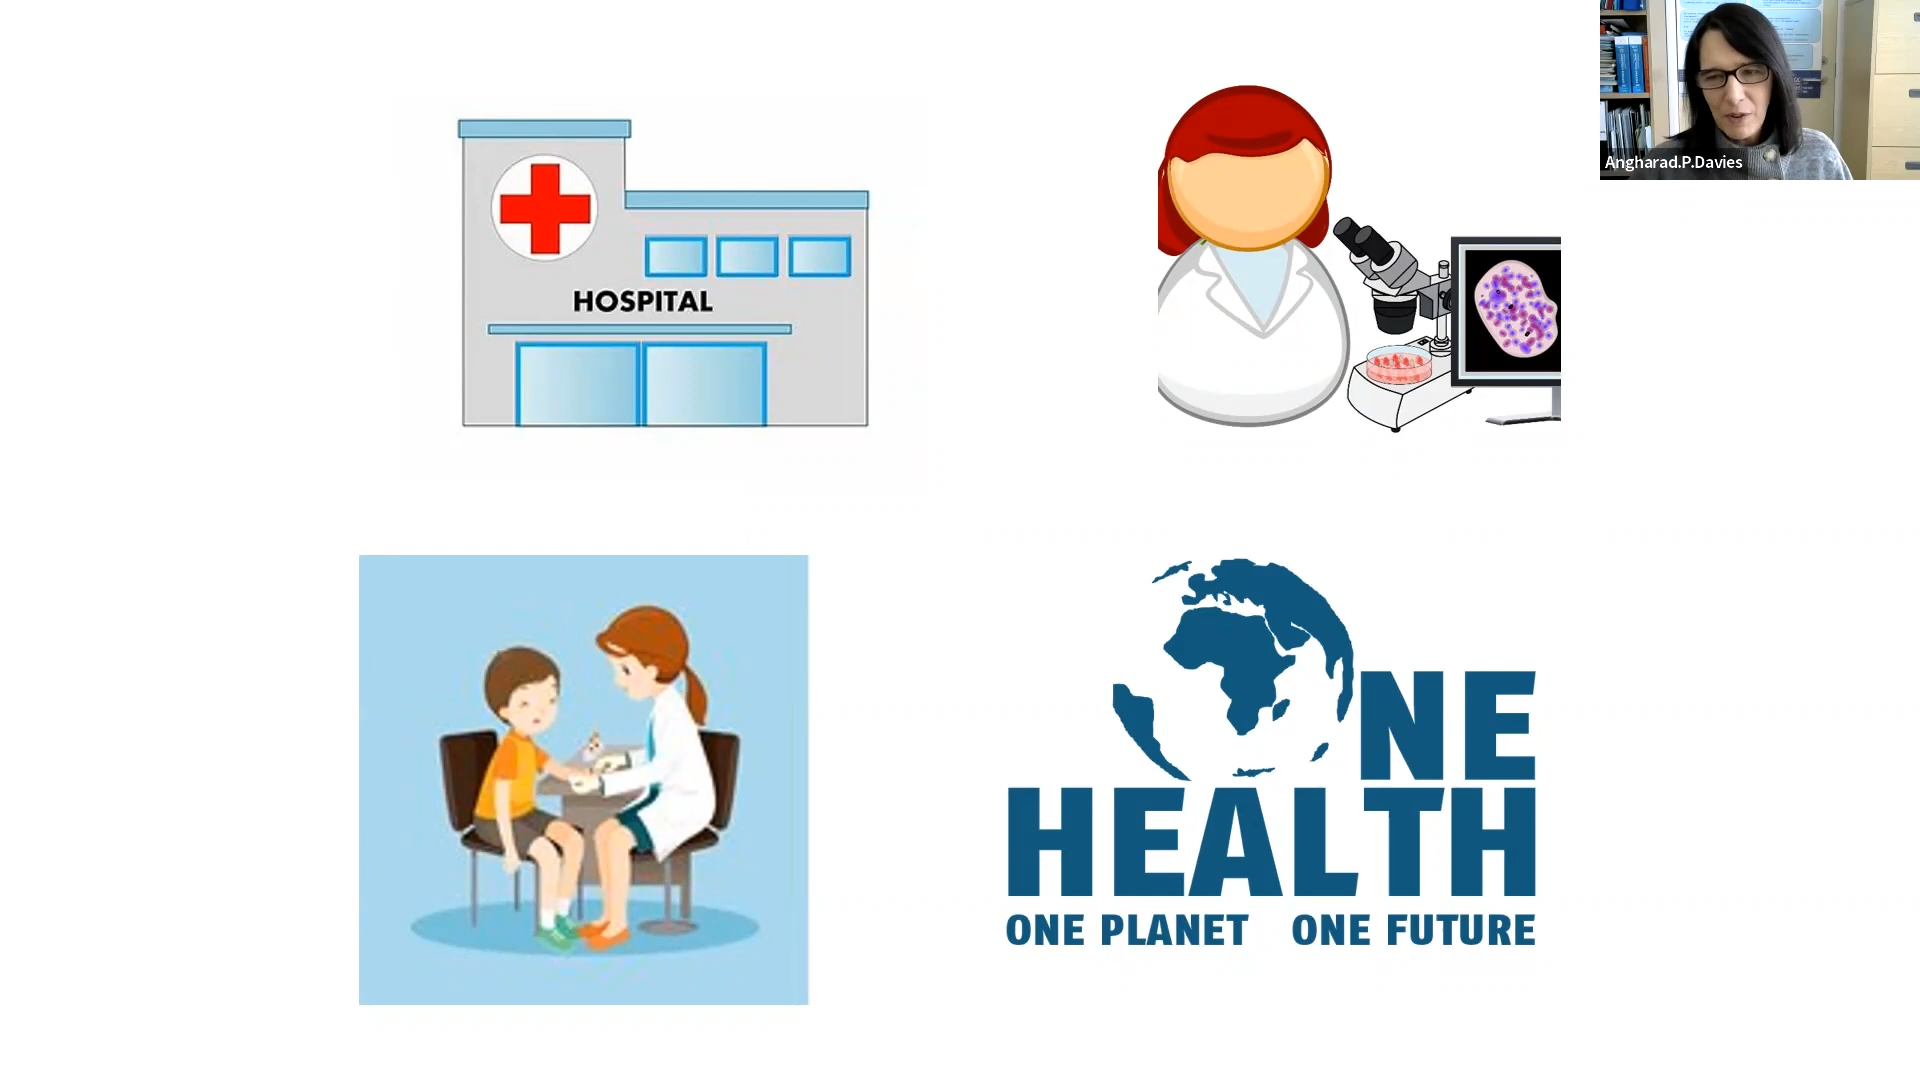 HOSPITAL
Angharad.P.Davies
NE
HEALTH
ONE PLANET ONE FUTURE